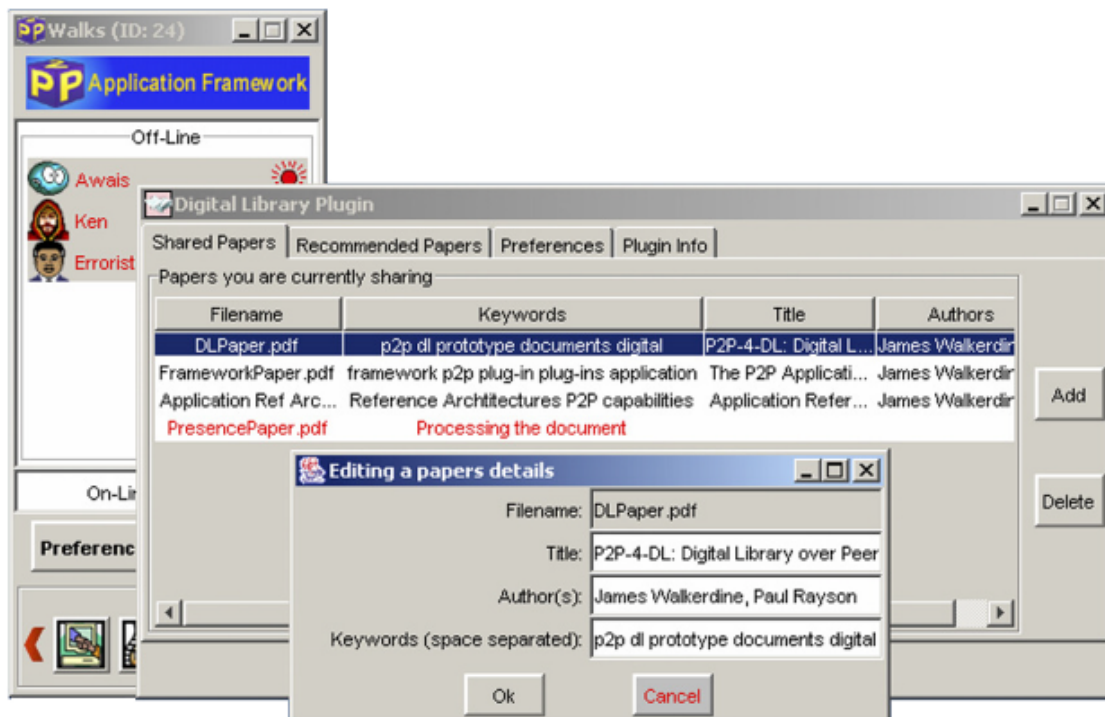 Walks (ID: 24)
P2P Application Framework
Off-Line
Awais
Ken
Errorist
Digital Library Plugin
Shared Papers Recommended Papers Preferences Plugin Info
Papers you are currently sharing
Filename Keywords Title Authors
DLPaper.pdf p2p dl prototype documents digital P2P-4-DL: Digital L... James Walkerdin
FrameworkPaper.pdf framework p2p plug-in plug-ins application The P2P Applicati... James Walkerdin
Application Ref Arc... Reference Archtitectures P2P capabilities Application Refer... James Walkerdin
PresencePaper.pdf Processing the document
Add
Delete
Editing a papers details
Filename: DLPaper.pdf
Title: P2P-4-DL: Digital Library over Peer
Author(s): James Walkerdine, Paul Rayson
Keywords (space separated): p2p dl prototype documents digital
Ok Cancel
On-Li
Preferenc